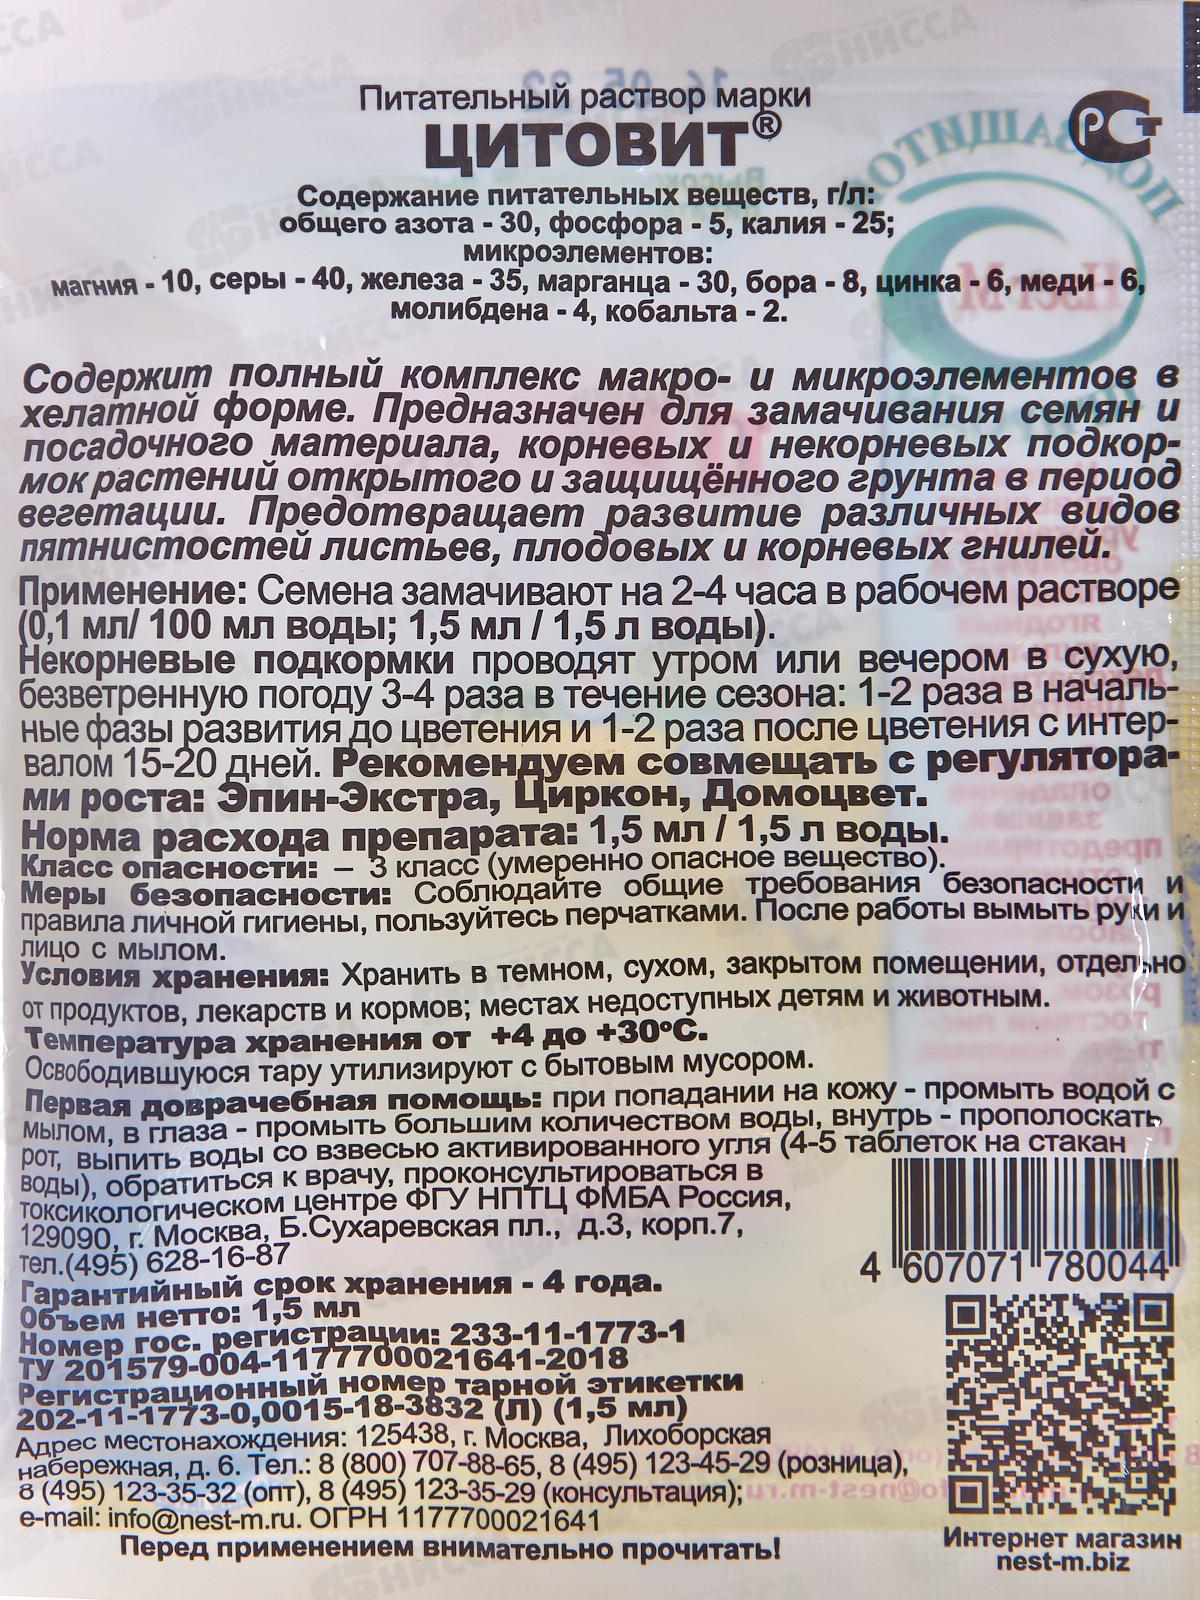 Питательный раствор марки
ЦИТОВИТ®
РСТ
Содержание питательных веществ, г/л:
общего азота - 30, фосфора - 5, калия - 25;
микроэлементов:
магния - 10, серы - 40, железа - 35, марганца - 30, бора - 8, цинка - 6, меди - 6,
молибдена - 4, кобальта - 2.
Содержит полный комплекс макро- и микроэлементов в
хелатной форме. Предназначен для замачивания семян и
посадочного материала, корневых и некорневых подкор-
мок растений открытого и защищённого грунта в период
вегетации. Предотвращает развитие различных видов
пятнистостей листьев, плодовых и корневых гнилей.
Применение: Семена замачивают на 2-4 часа в рабочем растворе
(0,1 мл/ 100 мл воды; 1,5 мл / 1,5 л воды).
Некорневые подкормки проводят утром или вечером в сухую,
безветренную погоду 3-4 раза в течение сезона: 1-2 раза в началь-
ные фазы развития до цветения и 1-2 раза после цветения с интер-
валом 15-20 дней. Рекомендуем совмещать с регулятора-
ми роста: Эпин-Экстра, Циркон, Домоцвет.
Норма расхода препарата: 1,5 мл / 1,5 л воды.
Класс опасности: – 3 класс (умеренно опасное вещество).
Меры безопасности: Соблюдайте общие требования безопасности и
правила личной гигиены, пользуйтесь перчатками. После работы вымыть руки и
лицо с мылом.
Условия хранения: Хранить в темном, сухом, закрытом помещении, отдельно
от продуктов, лекарств и кормов; местах недоступных детям и животным.
Температура хранения от +4 до +30°С.
Освободившуюся тару утилизируют с бытовым мусором.
Первая доврачебная помощь: при попадании на кожу - промыть водой с
мылом, в глаза - промыть большим количеством воды, внутрь - прополоскать
рот, выпить воды со взвесью активированного угля (4-5 таблеток на стакан
воды), обратиться к врачу, проконсультироваться в
токсикологическом центре ФГУ НПТЦ ФМБА Россия,
129090, г. Москва, Б.Сухаревская пл., д.3, корп.7,
тел.(495) 628-16-87
4 607071 780044
Гарантийный срок хранения - 4 года.
Объем нетто: 1,5 мл
Номер гос. регистрации: 233-11-1773-1
ТУ 201579-004-1177700021641-2018
Регистрационный номер тарной этикетки
202-11-1773-0,0015-18-3832 (Л) (1,5 мл)
Адрес местонахождения: 125438, г. Москва, Лихоборская
набережная, д. 6. Тел.: 8 (800) 707-88-65, 8 (495) 123-45-29 (розница),
8 (495) 123-35-32 (опт), 8 (495) 123-35-29 (консультация);
e-mail: info@nest-m.ru. ОГРН 1177700021641
Перед применением внимательно прочитать!
Интернет магазин
nest-m.biz